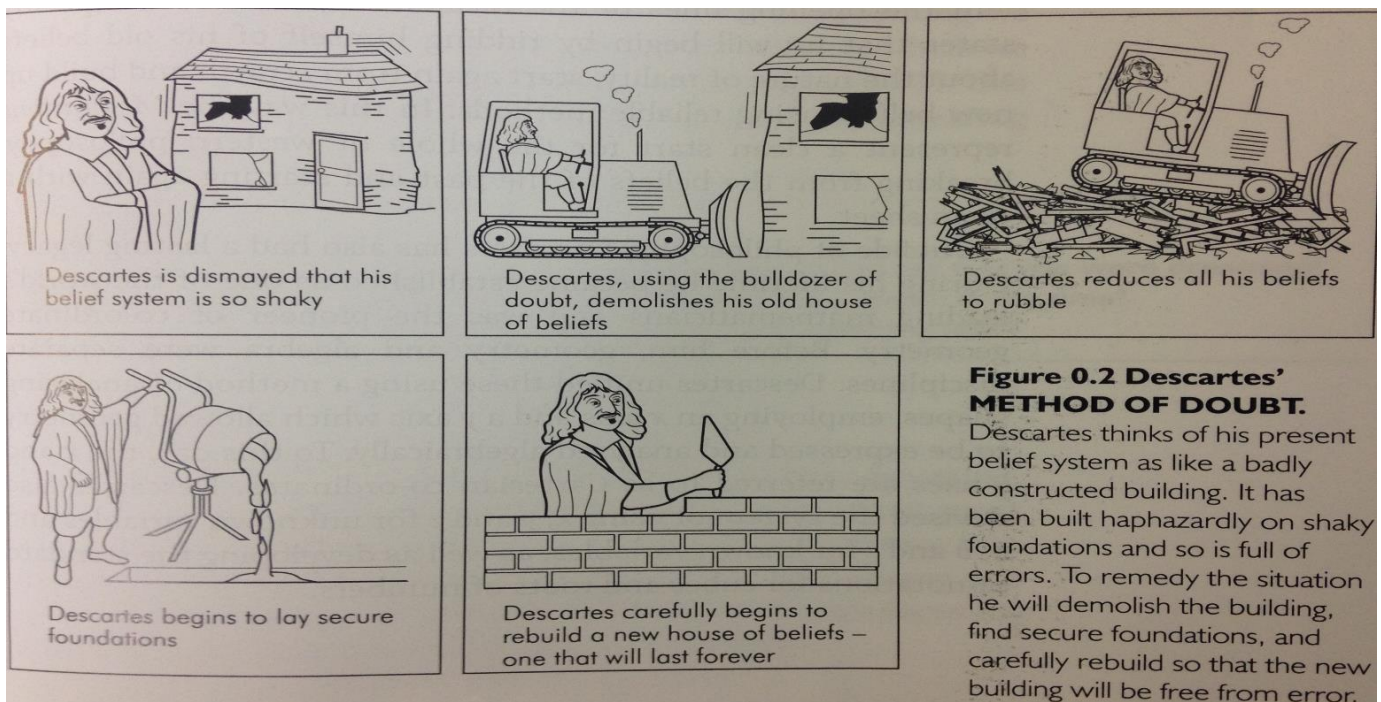 Descartes is dismayed that his
belief system is so shaky
Descartes, using the bulldozer of
doubt, demolishes his old house
of beliefs
Descartes reduces all his beliefs
to rubble
Descartes begins to lay secure
foundations
Descartes carefully begins to
rebuild a new house of beliefs –
one that will last forever
Figure 0.2 Descartes'
METHOD OF DOUBT.
Descartes thinks of his present
belief system as like a badly
constructed building. It has
been built haphazardly on shaky
foundations and so is full of
errors. To remedy the situation
he will demolish the building,
find secure foundations, and
carefully rebuild so that the new
building will be free from error.